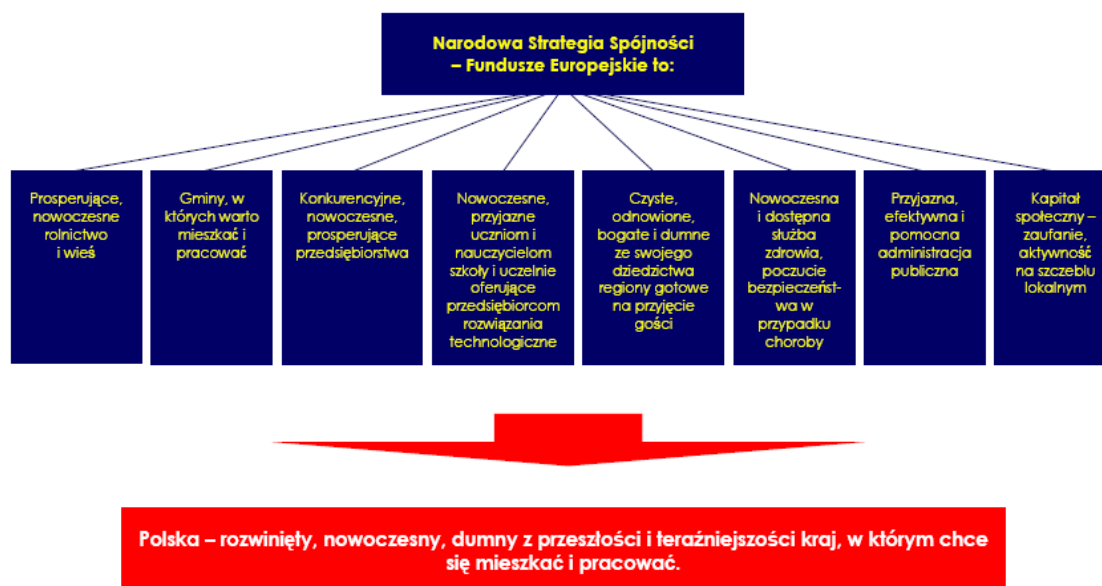 Narodowa Strategia Spójności
– Fundusze Europejskie to:
Prosperujące,
nowoczesne
rolnictwo
i wieś
Gminy, w
których warto
mieszkać i
pracować
Konkurencyjne,
nowoczesne,
prosperujące
przedsiębiorstwa
Nowoczesne,
przyjazne
uczniom i
nauczycielom
szkoły i uczelnie
oferujące
przedsiębiorcom
rozwiązania
technologiczne
Czyste,
odnowione,
bogate i dumne
ze swojego
dziedzictwa
regiony gotowe
na przyjęcie
gości
Nowoczesna
i dostępna
służba
zdrowia,
poczucie
bezpieczeńst-
wa w
przypadku
choroby
Przyjazna,
efektywna i
pomocna
administracja
publiczna
Kapitał
społeczny –
zaufanie,
aktywność
na szczeblu
lokalnym
Polska – rozwinięty, nowoczesny, dumny z przeszłości i teraźniejszości kraj, w którym chce
się mieszkać i pracować.